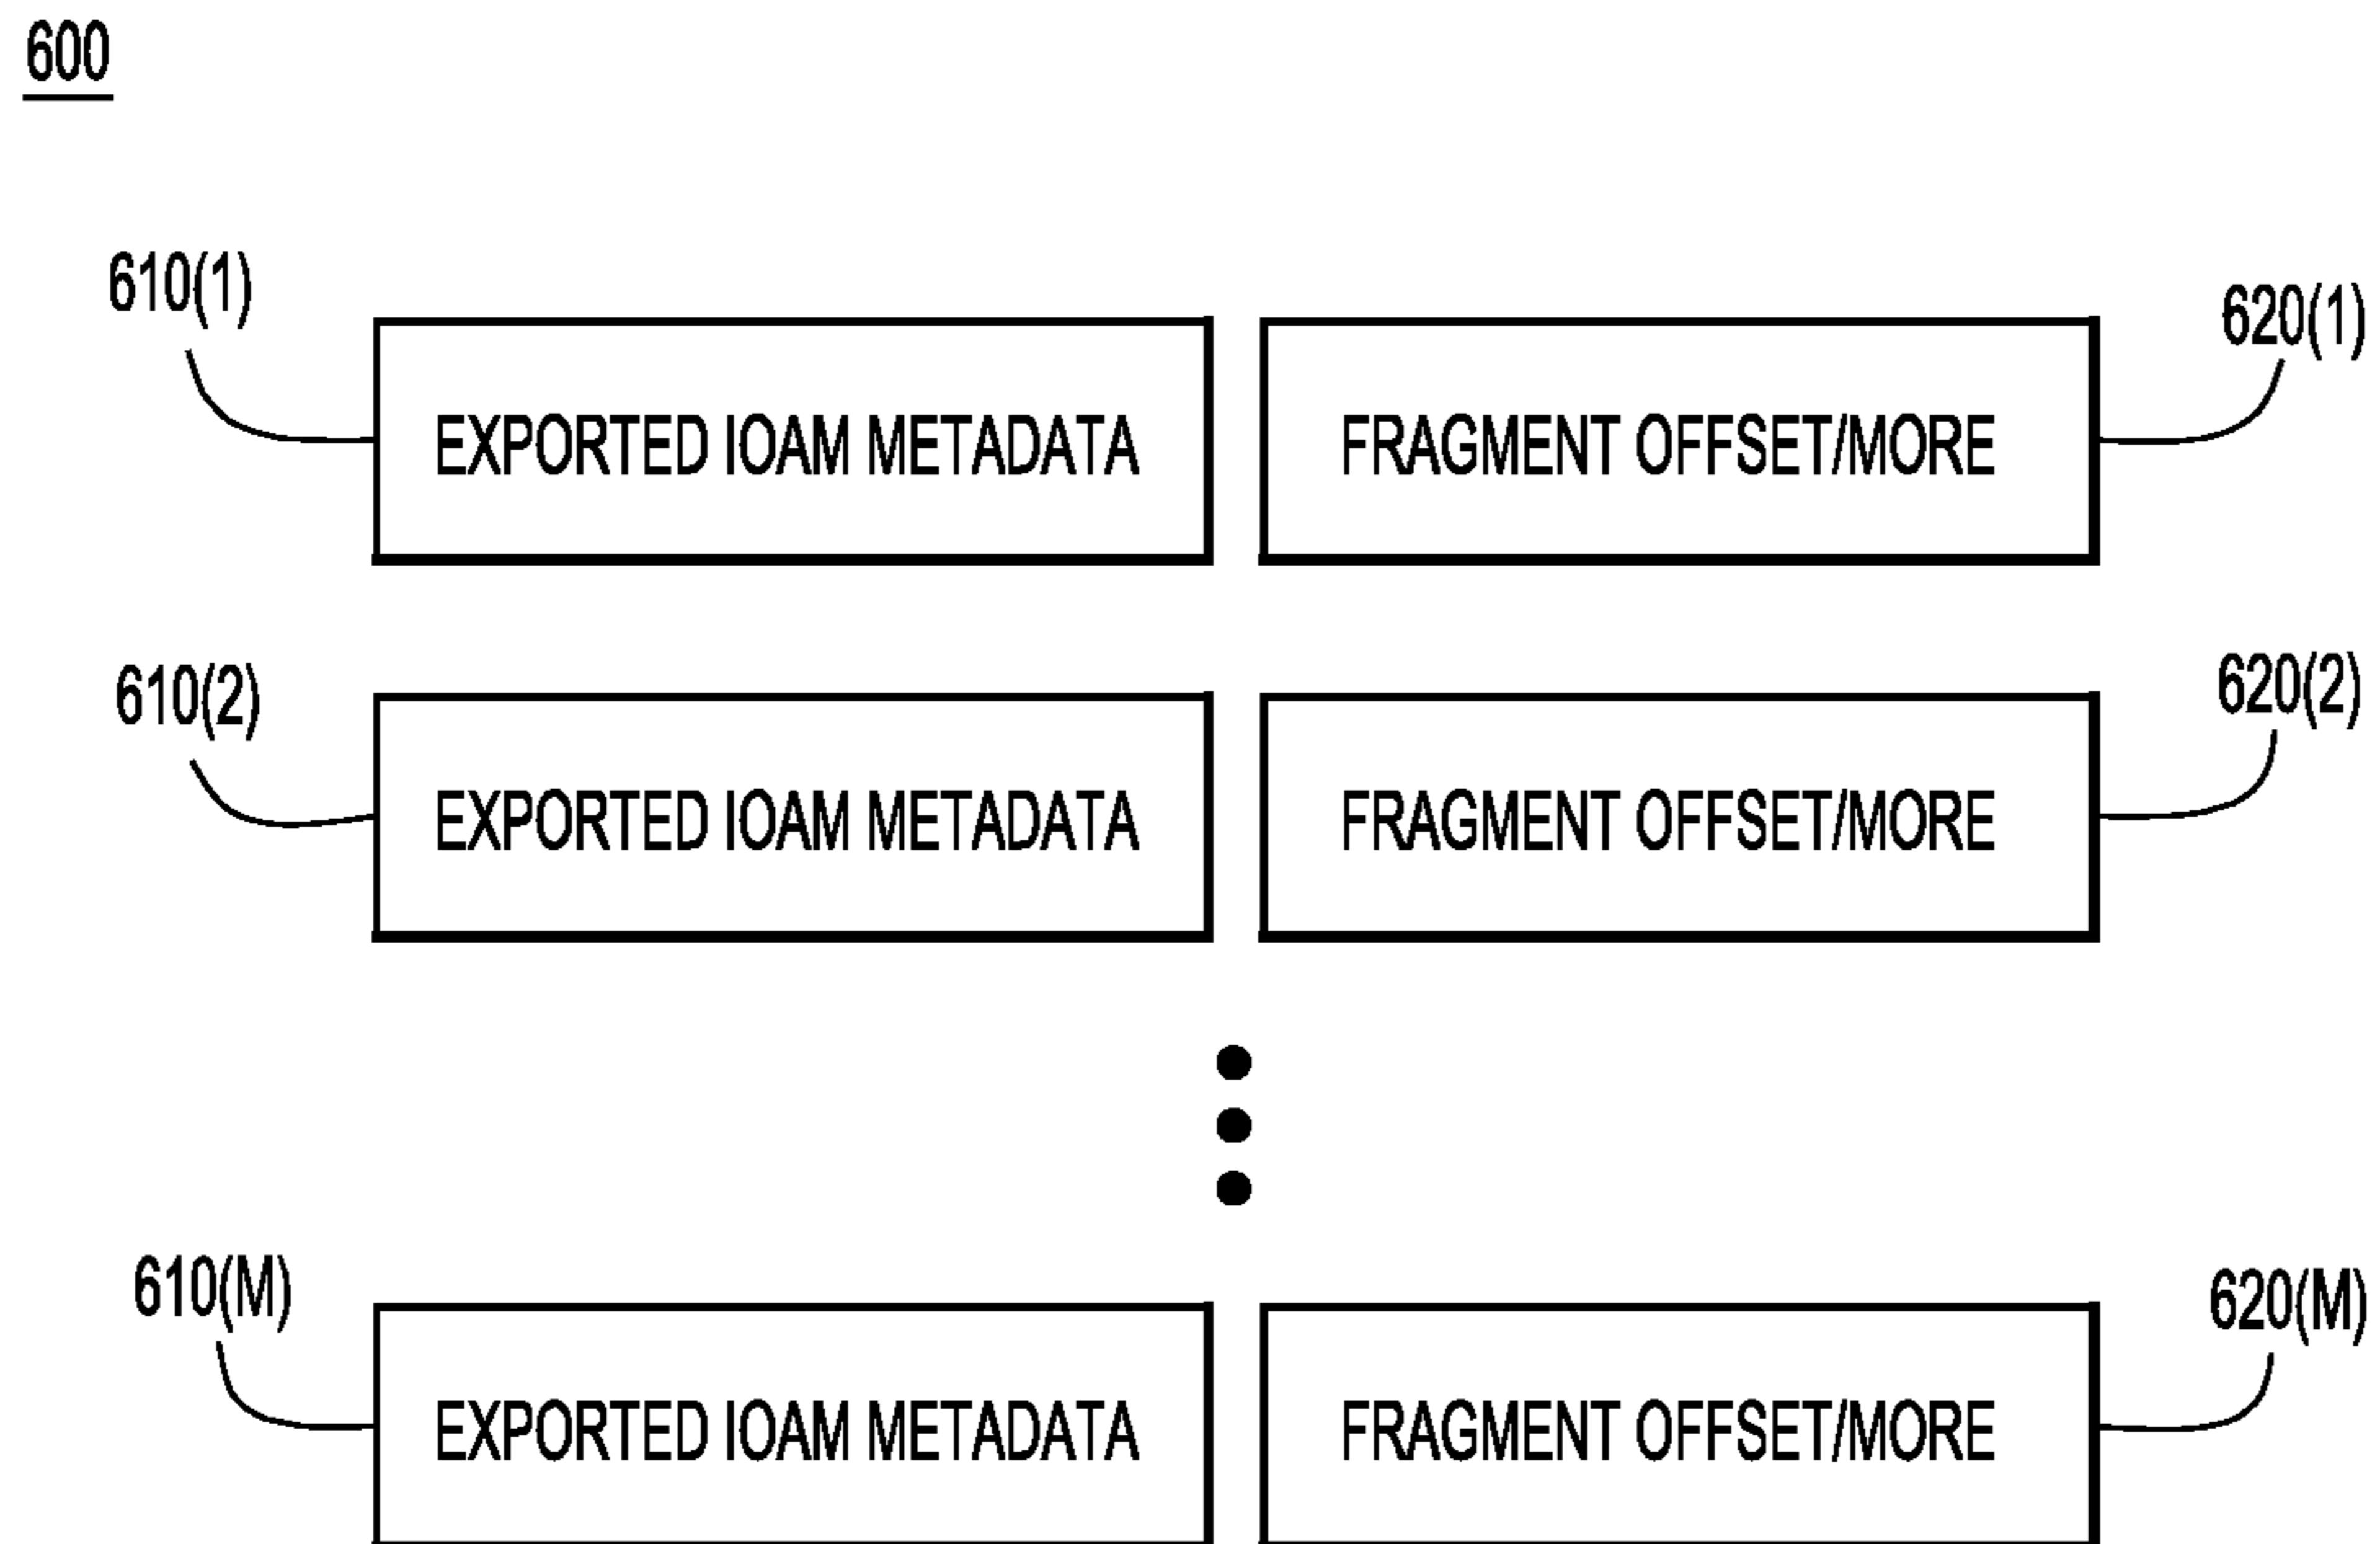 600
610(1)
EXPORTED IOAM METADATA
FRAGMENT OFFSET/MORE
620(1)
610(2)
EXPORTED IOAM METADATA
FRAGMENT OFFSET/MORE
620(2)
610(M)
EXPORTED IOAM METADATA
FRAGMENT OFFSET/MORE
620(M)